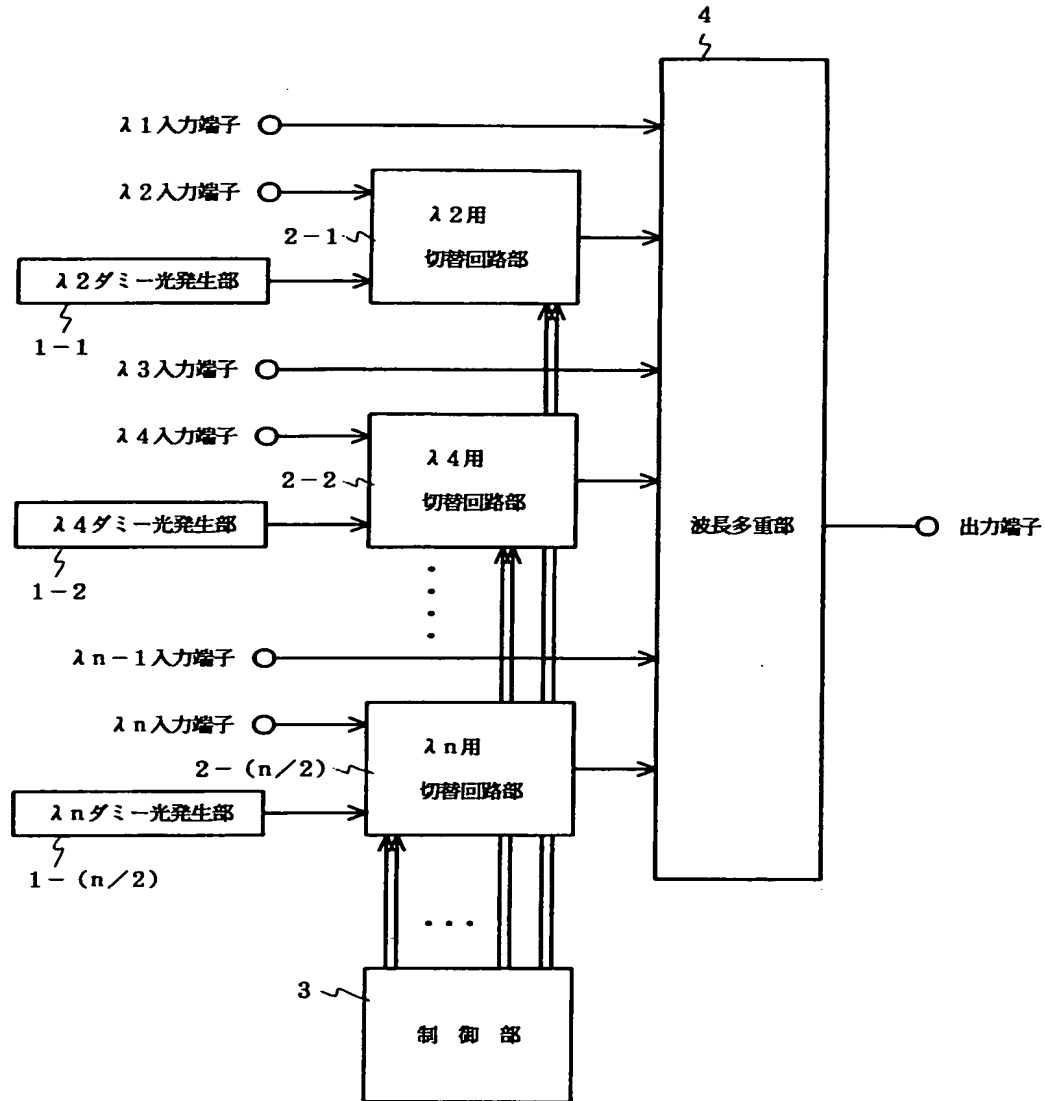 4
λ1入力端子
λ2入力端子
λ2用
切替回路部
2-1
λ2ダミー光発生部
1-1
λ3入力端子
λ4入力端子
λ4用
切替回路部
2-2
λ4ダミー光発生部
1-2
波長多重部
出力端子
λn-1入力端子
λn入力端子
λn用
切替回路部
2-(n/2)
λnダミー光発生部
1-(n/2)
3
制 御 部